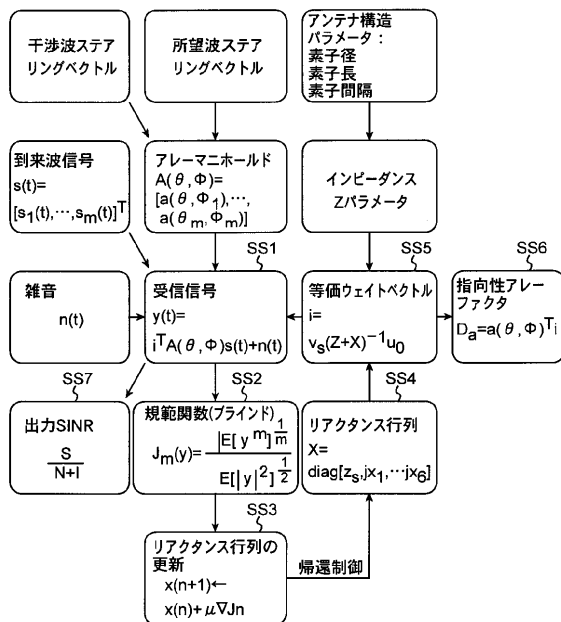 干渉波ステア
リングベクトル
所望波ステア
リングベクトル
アンテナ構造
パラメータ：
素子径
素子長
素子間隔
到来波信号
s(t)=
[s₁(t),…,s_m(t)]ᵀ
アレーマニホールド
A(θ,Φ)=
[a(θ,Φ₁),…,
a(θ_m,Φ_m)]
インピーダンス
Zパラメータ
SS1
SS5
SS6
雑音
n(t)
受信信号
y(t)=
iᵀA(θ,Φ)s(t)+n(t)
等価ウェイトベクトル
i=
v_s(Z+X)⁻¹u₀
指向性アレー
ファクタ
D_a=a(θ,Φ)ᵀi
SS7
SS2
SS4
出力SINR
S
N+I
規範関数(ブラインド)
J_m(y)=|E[y^m]^(1/m)
E[|y|²]^(1/2)
リアクタンス行列
X=
diag[z_s,jx₁,…jx₆]
SS3
リアクタンス行列の
更新
x(n+1)←
x(n)+μ∇Jn
帰還制御